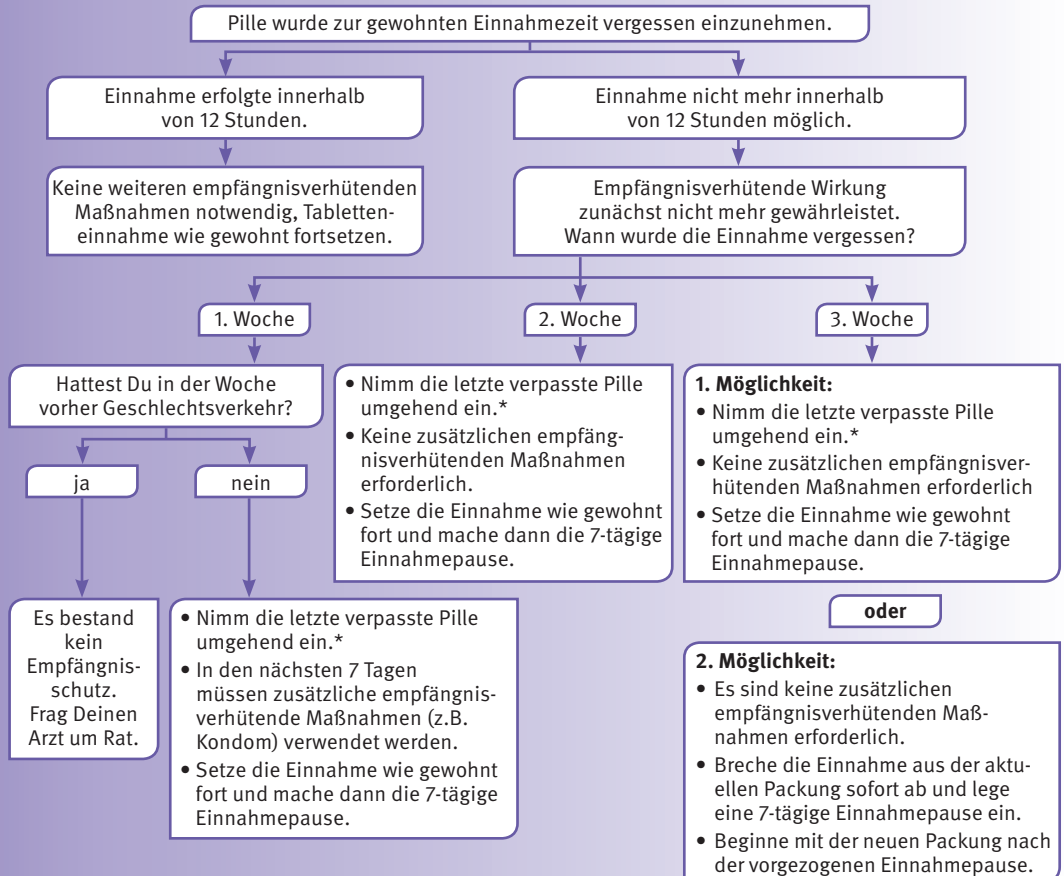 Pille wurde zur gewohnten Einnahmezeit vergessen einzunehmen.
Einnahme erfolgte innerhalb
von 12 Stunden.
Keine weiteren empfängnisverhütenden
Maßnahmen notwendig, Tabletten-
einnahme wie gewohnt fortsetzen.
Einnahme nicht mehr innerhalb
von 12 Stunden möglich.
Empfängnisverhütende Wirkung
zunächst nicht mehr gewährleistet.
Wann wurde die Einnahme vergessen?
1. Woche
Hattest Du in der Woche
vorher Geschlechtsverkehr?
ja
Es bestand
kein
Empfängnis-
schutz.
Frag Deinen
Arzt um Rat.
nein
• Nimm die letzte verpasste Pille
umgehend ein.*
• In den nächsten 7 Tagen
müssen zusätzliche empfängnis-
verhütende Maßnahmen (z.B.
Kondom) verwendet werden.
• Setze die Einnahme wie gewohnt
fort und mache dann die 7-tägige
Einnahmepause.
2. Woche
• Nimm die letzte verpasste Pille
umgehend ein.*
• Keine zusätzlichen empfäng-
nisverhütenden Maßnahmen
erforderlich.
• Setze die Einnahme wie gewohnt
fort und mache dann die 7-tägige
Einnahmepause.
3. Woche
1. Möglichkeit:
• Nimm die letzte verpasste Pille
umgehend ein.*
• Keine zusätzlichen empfängnisver-
hütenden Maßnahmen erforderlich
• Setze die Einnahme wie gewohnt
fort und mache dann die 7-tägige
Einnahmepause.
oder
2. Möglichkeit:
• Es sind keine zusätzlichen
empfängnisverhütenden Maß-
nahmen erforderlich.
• Breche die Einnahme aus der aktu-
ellen Packung sofort ab und lege
eine 7-tägige Einnahmepause ein.
• Beginne mit der neuen Packung nach
der vorgezogenen Einnahmepause.